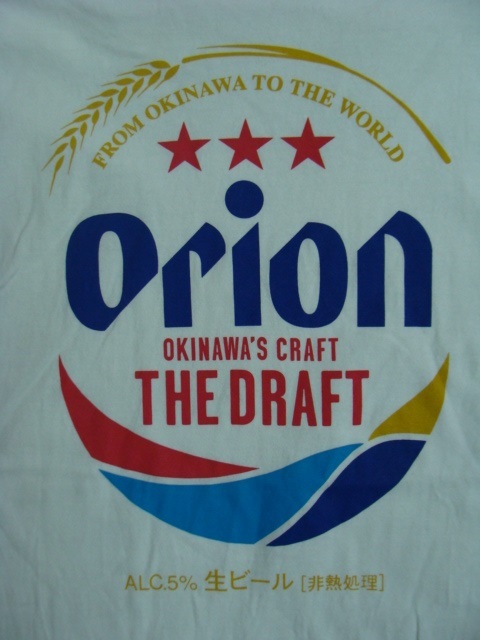 FROM OKINAWA TO THE WORLD
Orion
OKINAWA'S CRAFT
THE DRAFT
ALC.5% 生ビール [非熱処理]